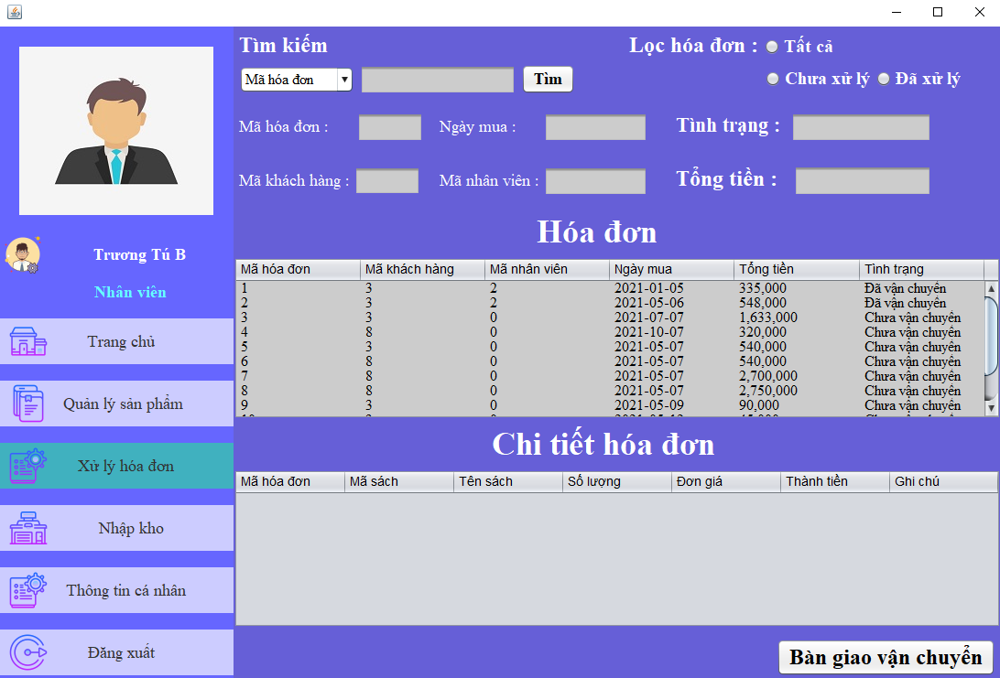 Trương Tú B
Nhân viên
Trang chủ
Quản lý sản phẩm
Xử lý hóa đơn
Nhập kho
Thông tin cá nhân
Đăng xuất
Tìm kiếm
Lọc hóa đơn : Tất cả
Mã hóa đơn Tìm
Chưa xử lý Đã xử lý
Mã hóa đơn : Ngày mua : Tình trạng :
Mã khách hàng : Mã nhân viên : Tổng tiền :
Hóa đơn
Mã hóa đơn Mã khách hàng Mã nhân viên Ngày mua Tổng tiền Tình trạng
1 3 2 2021-01-05 335,000 Đã vận chuyển
2 3 2 2021-05-06 548,000 Đã vận chuyển
3 3 0 2021-07-07 1,633,000 Chưa vận chuyển
4 8 0 2021-10-07 320,000 Chưa vận chuyển
5 3 0 2021-05-07 540,000 Chưa vận chuyển
6 8 0 2021-05-07 540,000 Chưa vận chuyển
7 8 0 2021-05-07 2,700,000 Chưa vận chuyển
8 8 0 2021-05-07 2,750,000 Chưa vận chuyển
9 3 0 2021-05-09 90,000 Chưa vận chuyển
Chi tiết hóa đơn
Mã hóa đơn Mã sách Tên sách Số lượng Đơn giá Thành tiền Ghi chú
Bàn giao vận chuyển